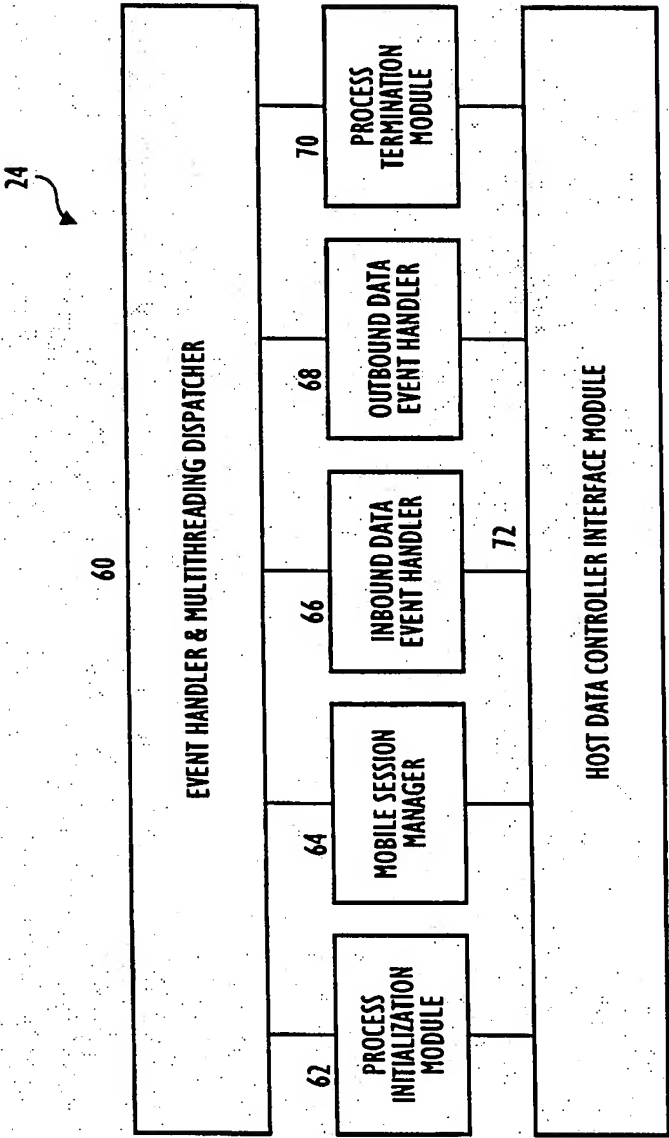 24
60
EVENT HANDLER & MULTITHREADING DISPATCHER
62
PROCESS
INITIALIZATION
MODULE
64
MOBILE SESSION
MANAGER
66
INBOUND DATA
EVENT HANDLER
68
OUTBOUND DATA
EVENT HANDLER
70
PROCESS
TERMINATION
MODULE
72
HOST DATA CONTROLLER INTERFACE MODULE